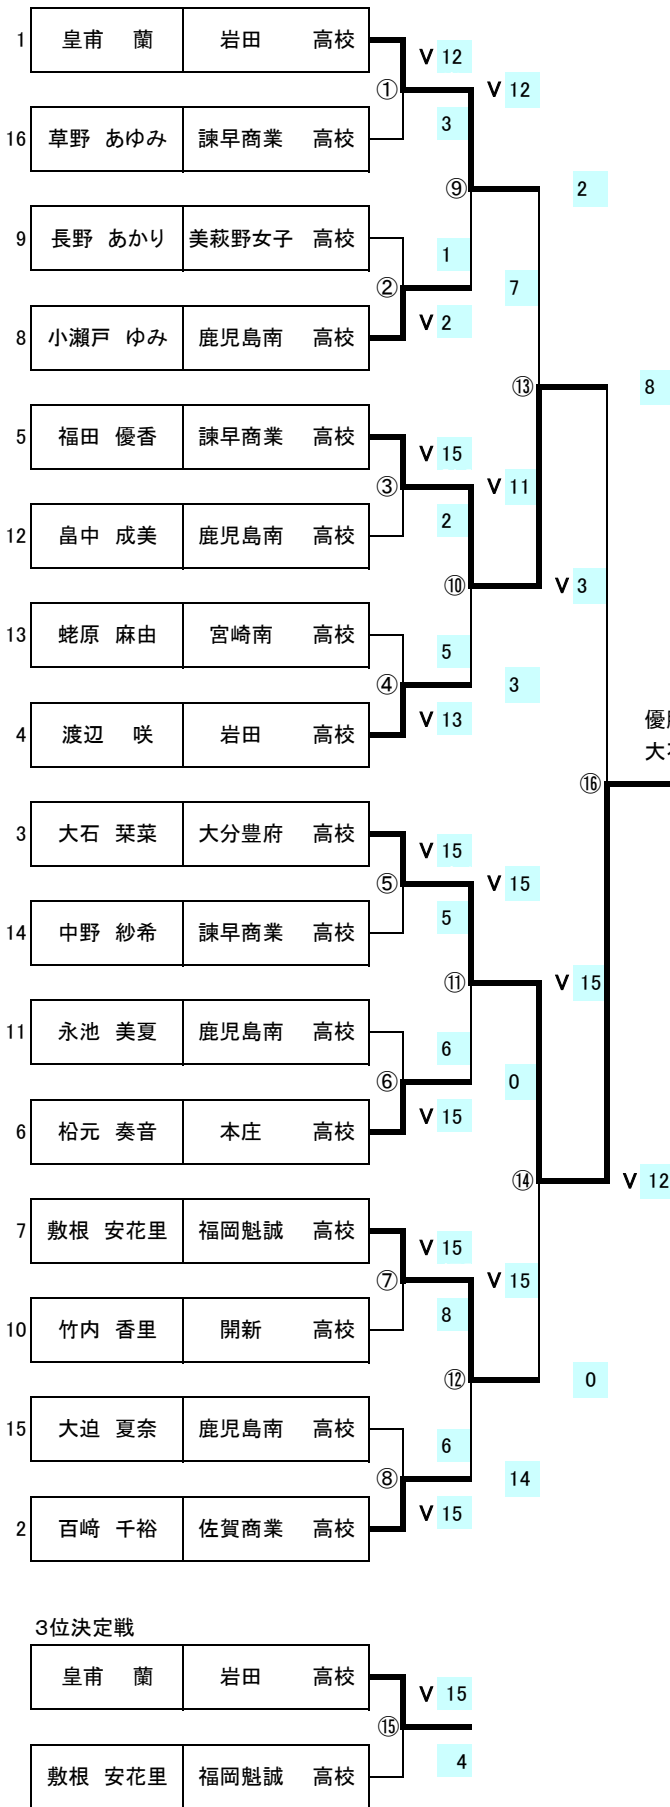 1 皇甫 蘭 岩田 高校
V 12
① V 12
3
16 草野 あゆみ 諫早商業 高校
⑨ 2
9 長野 あかり 美萩野女子 高校
1
② 7
V 2
8 小瀬戸 ゆみ 鹿児島南 高校
⑬ 8
5 福田 優香 諫早商業 高校
V 15
③ V 11
2
12 畠中 成美 鹿児島南 高校
⑩ V 3
13 蛯原 麻由 宮崎南 高校
5
④ 3
V 13
4 渡辺 咲 岩田 高校
優
大
⑯
3 大石 栞菜 大分豊府 高校
V 15
⑤ V 15
5
14 中野 紗希 諫早商業 高校
⑪ V 15
11 永池 美夏 鹿児島南 高校
6
⑥ 0
V 15
6 松元 奏音 本庄 高校
⑭ V 12
7 敷根 安花里 福岡魁誠 高校
V 15
⑦ V 15
8
10 竹内 香里 開新 高校
⑫ 0
15 大迫 夏奈 鹿児島南 高校
6
⑧ 14
V 15
2 百﨑 千裕 佐賀商業 高校
3位決定戦
皇甫 蘭 岩田 高校
V 15
⑮
4
敷根 安花里 福岡魁誠 高校